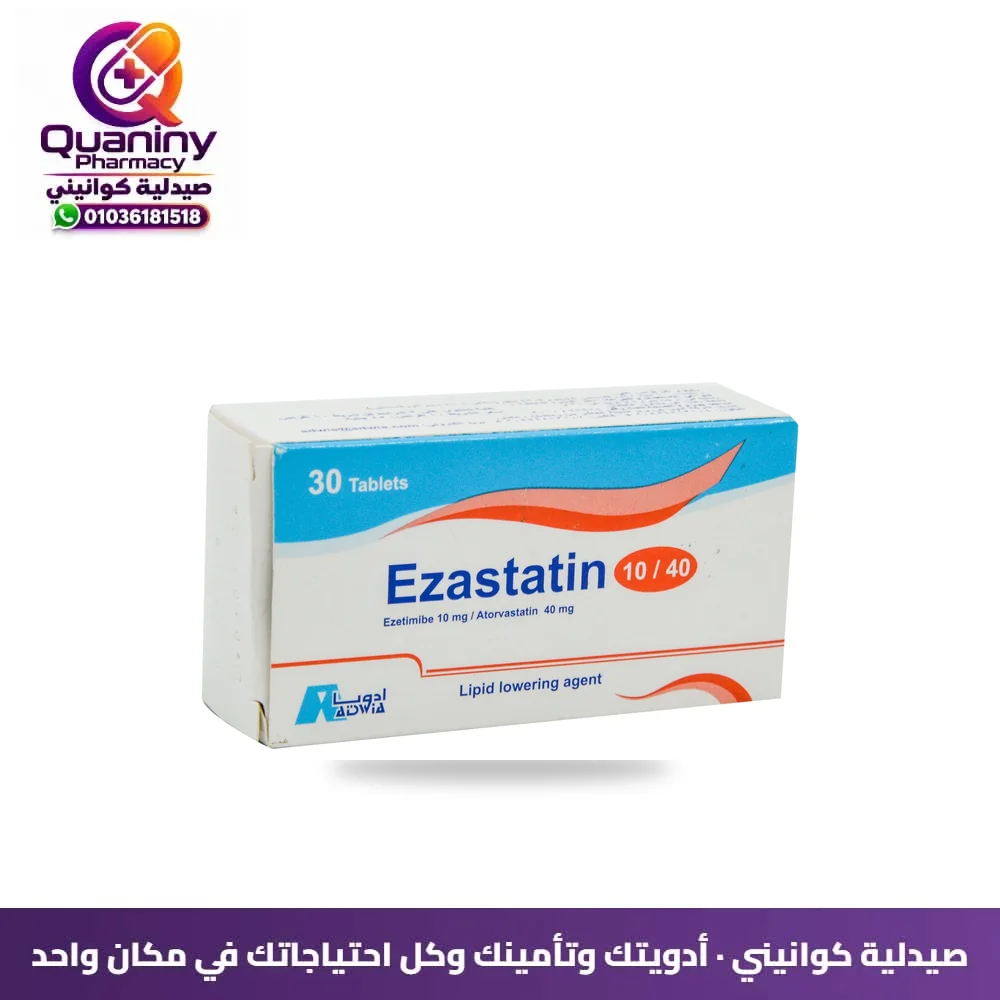 Quaniny
Pharmacy
صيدلية كوانيني
01036181518
30 Tablets
Ezastatin 10 / 40
Ezetimibe 10 mg / Atorvastatin 40 mg
Lipid lowering agent
ادويا
ADWIA
صيدلية كوانيني · أدويتك وتأمينك وكل احتياجاتك في مكان واحد